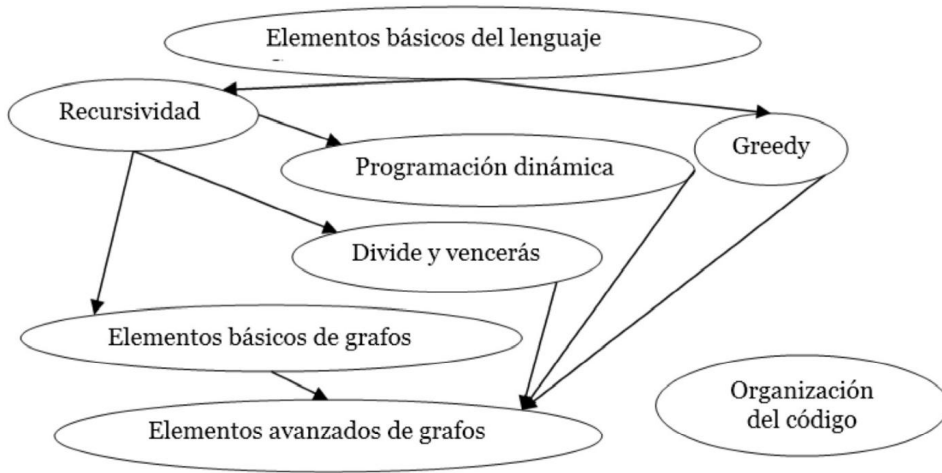 Elementos básicos del lenguaje
Recursividad
Greedy
Programación dinámica
Divide y vencerás
Elementos básicos de grafos
Organización
del código
Elementos avanzados de grafos